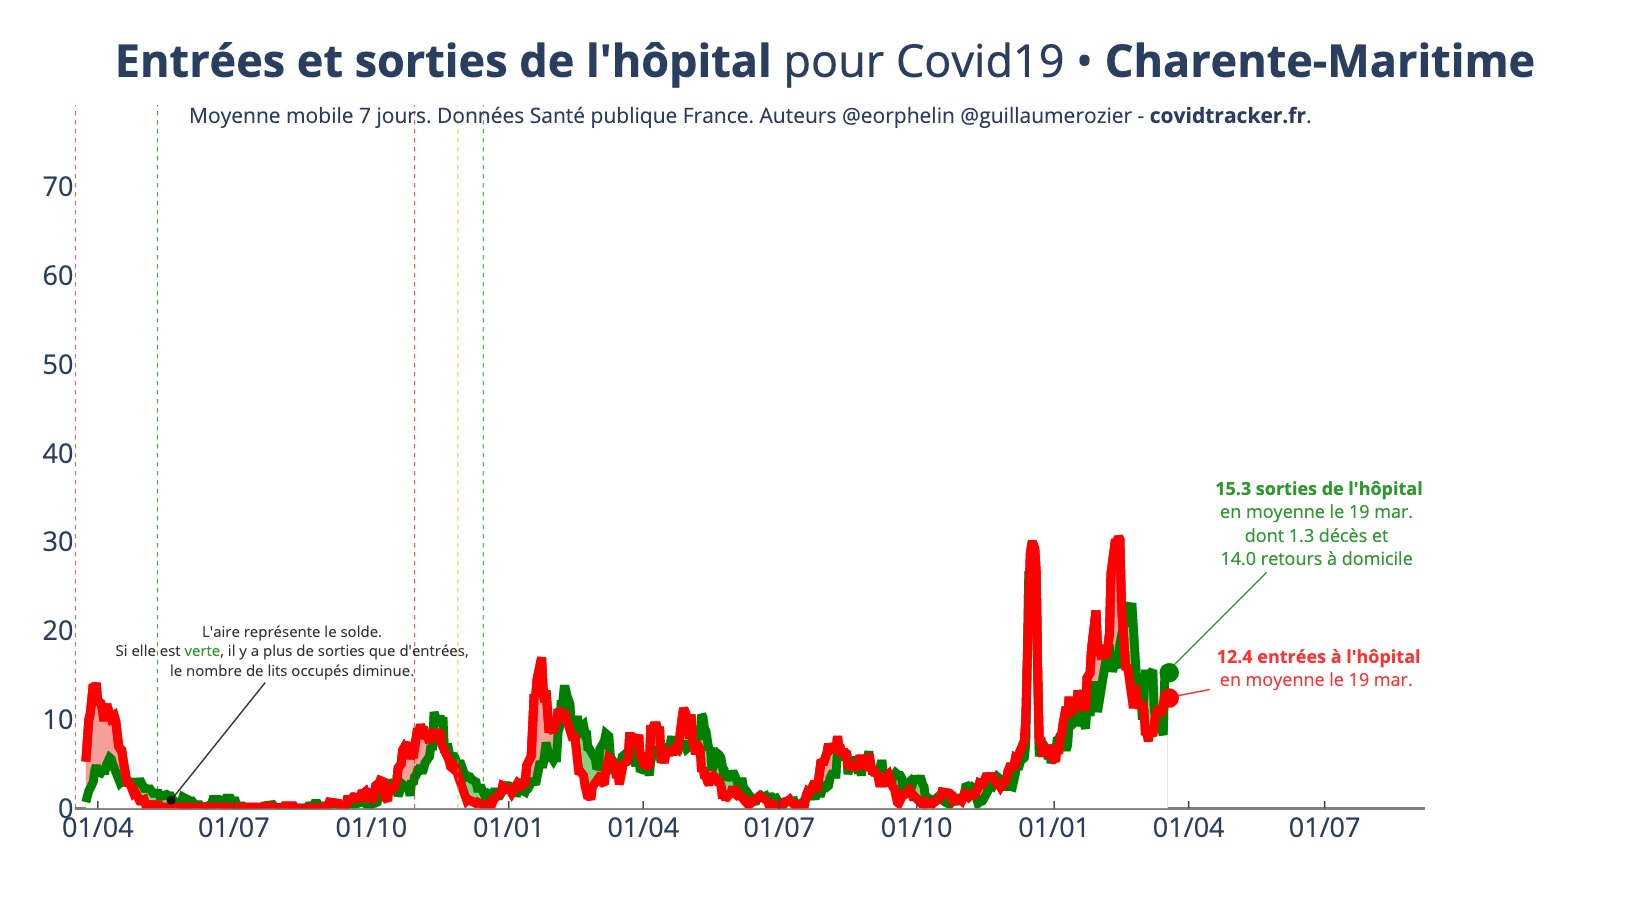 Entrées et sorties de l'hôpital pour Covid19 • Charente-Maritime
Moyenne mobile 7 jours. Données Santé publique France. Auteurs @eorphelin @guillaumerozier - covidtracker.fr.
70
60
50
40
30
20
10
0
15.3 sorties de l'hôpital
en moyenne le 19 mar.
dont 1.3 décès et
14.0 retours à domicile
L'aire représente le solde.
Si elle est verte, il y a plus de sorties que d'entrées,
le nombre de lits occupés diminue.
12.4 entrées à l'hôpital
en moyenne le 19 mar.
01/04 01/07 01/10 01/01 01/04 01/07 01/10 01/01 01/04 01/07